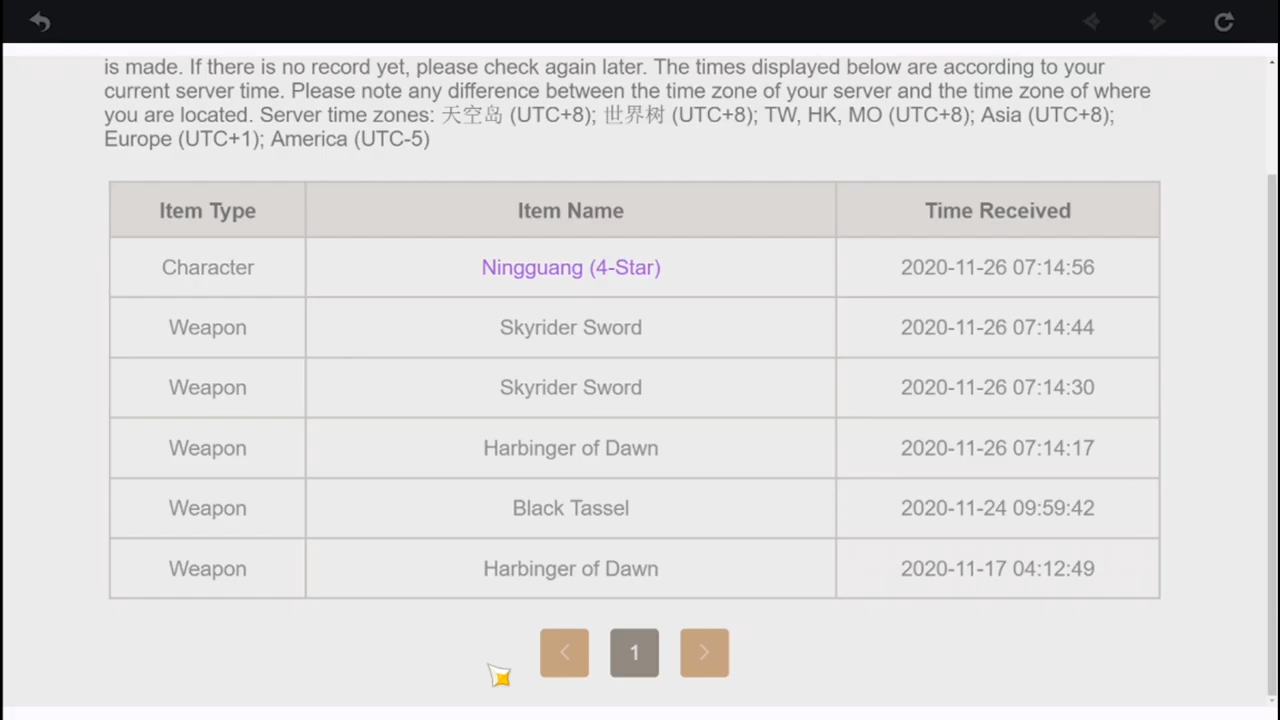 is made. If there is no record yet, please check again later. The times displayed below are according to your
current server time. Please note any difference between the time zone of your server and the time zone of where
you are located. Server time zones: 天空岛 (UTC+8); 世界树 (UTC+8); TW, HK, MO (UTC+8); Asia (UTC+8);
Europe (UTC+1); America (UTC-5)
Item Type Item Name Time Received
Character Ningguang (4-Star) 2020-11-26 07:14:56
Weapon Skyrider Sword 2020-11-26 07:14:44
Weapon Skyrider Sword 2020-11-26 07:14:30
Weapon Harbinger of Dawn 2020-11-26 07:14:17
Weapon Black Tassel 2020-11-24 09:59:42
Weapon Harbinger of Dawn 2020-11-17 04:12:49
1